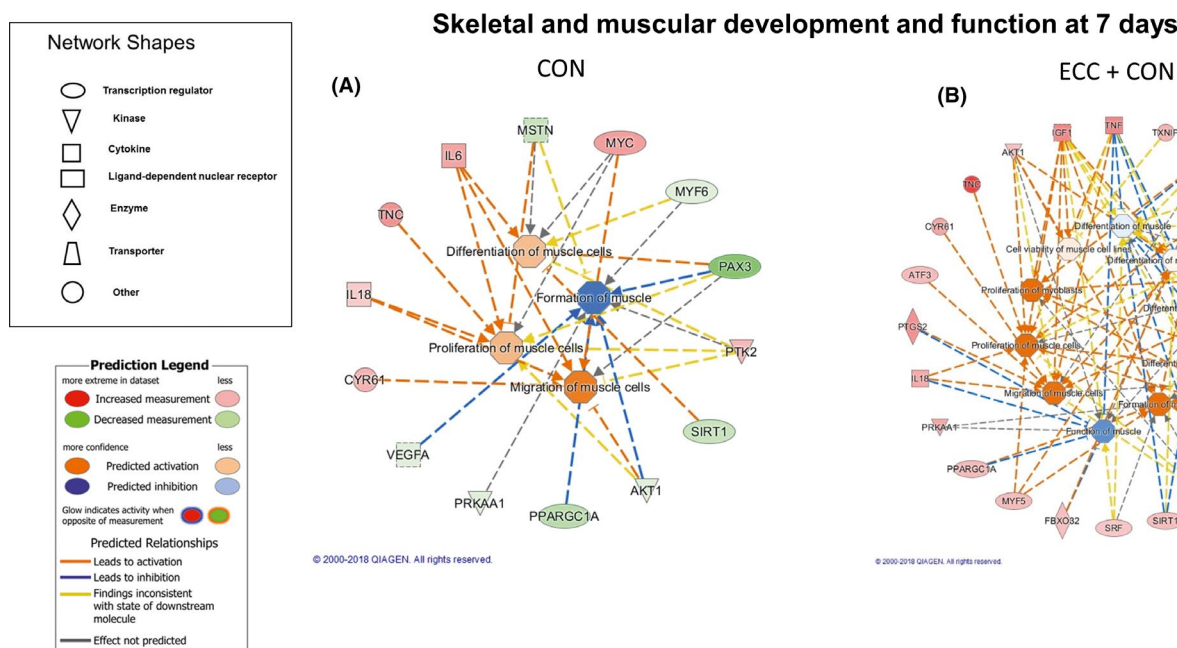 Skeletal and muscular development and function at 7 days
Network Shapes
Transcription regulator
Kinase
Cytokine
Ligand-dependent nuclear receptor
Enzyme
Transporter
Other
Prediction Legend
more extreme in dataset less
Increased measurement
Decreased measurement
more confidence less
Predicted activation
Predicted inhibition
Glow indicates activity when
opposite of measurement
Predicted Relationships
Leads to activation
Leads to inhibition
Findings inconsistent
with state of downstream
molecule
Effect not predicted
(A)
CON
MSTN
MYC
IL6
MYF6
TNC
Differentiation of muscle cells
PAX3
IL18
Formation of muscle
Proliferation of muscle cells
PTK2
CYR61
Migration of muscle cells
SIRT1
VEGFA
AKT1
PRKAA1
PPARGC1A
© 2000-2018 QIAGEN. All rights reserved.
(B)
ECC + CON
IGF1
TNF
TXNIP
AKT1
TNC
CYR61
Differentiation of muscle
Cell viability of muscle cell lines
Differentiation of
ATF3
Proliferation of myoblasts
PTGS2
Proliferation of muscle cells
IL18
Migration of muscle cells
Formation of
PRKAA1
Function of muscle
PPARGC1A
MYF5
FBXO32
SRF
SIRT1
© 2000-2018 QIAGEN. All rights reserved.